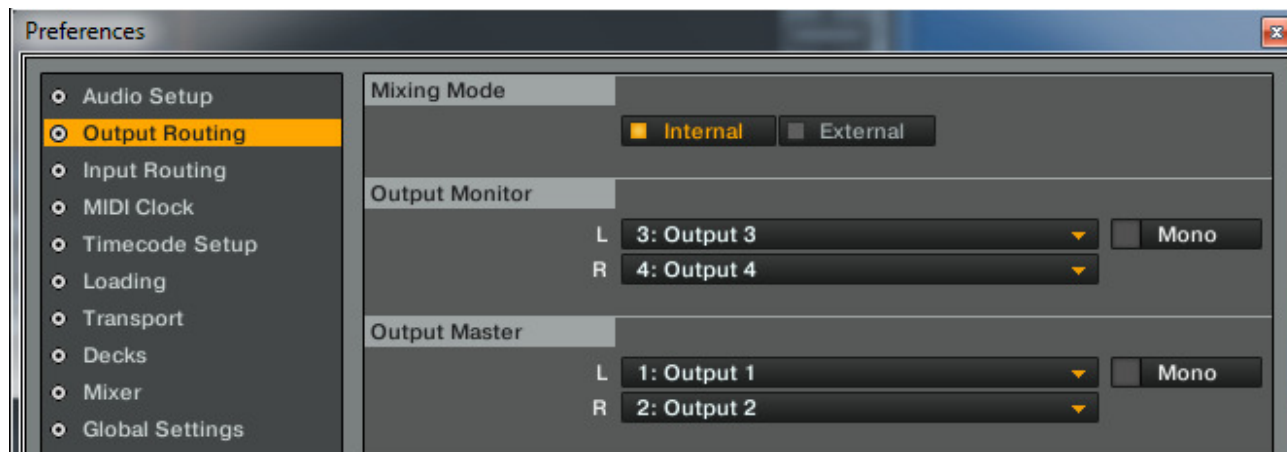 Preferences
Audio Setup
Output Routing
Input Routing
MIDI Clock
Timecode Setup
Loading
Transport
Decks
Mixer
Global Settings
Mixing Mode
Internal External
Output Monitor
L 3: Output 3 Mono
R 4: Output 4
Output Master
L 1: Output 1 Mono
R 2: Output 2